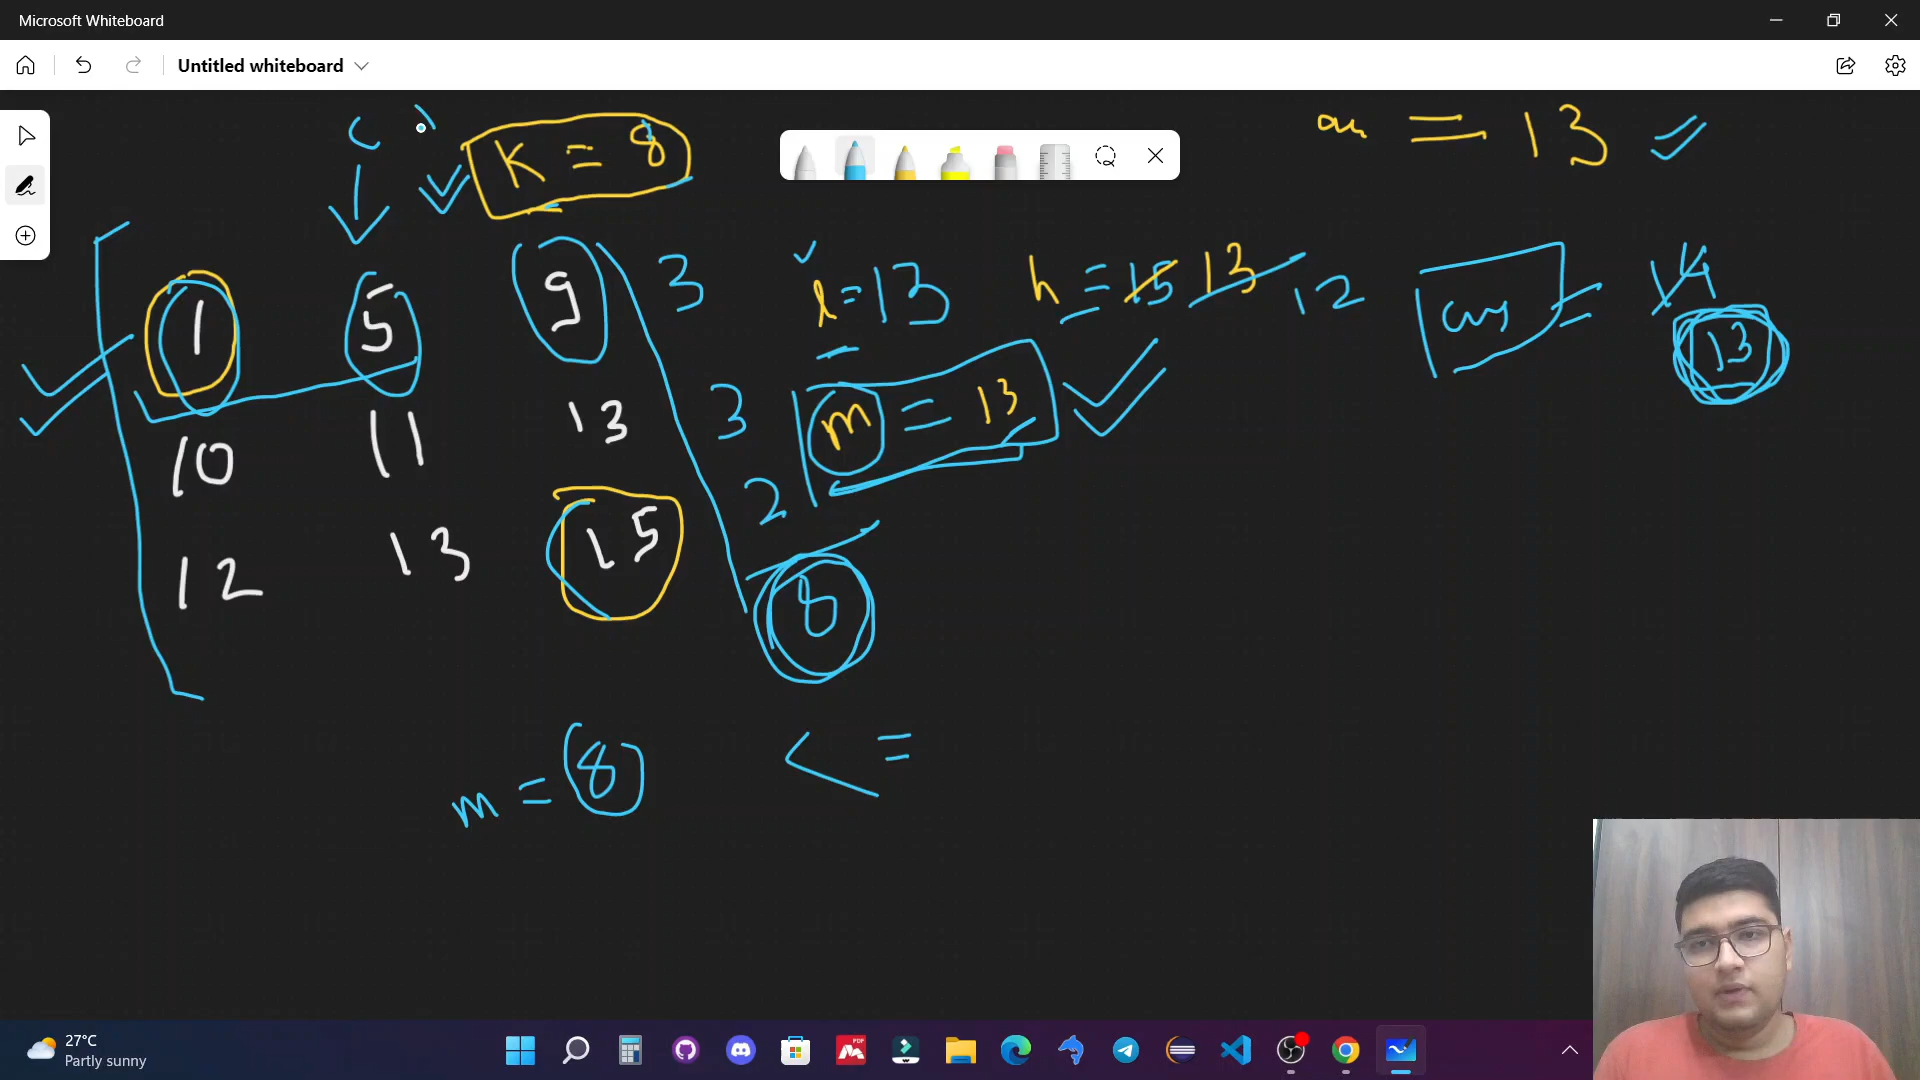 Microsoft Whiteboard
Untitled whiteboard
K = 8
= 13
1 5 9 3
l = 13
h = 15 13 12
ans = 14
13
10 11 13 3
m = 13
12 13 15 2
8
m = 8 < =
27°C
Partly sunny